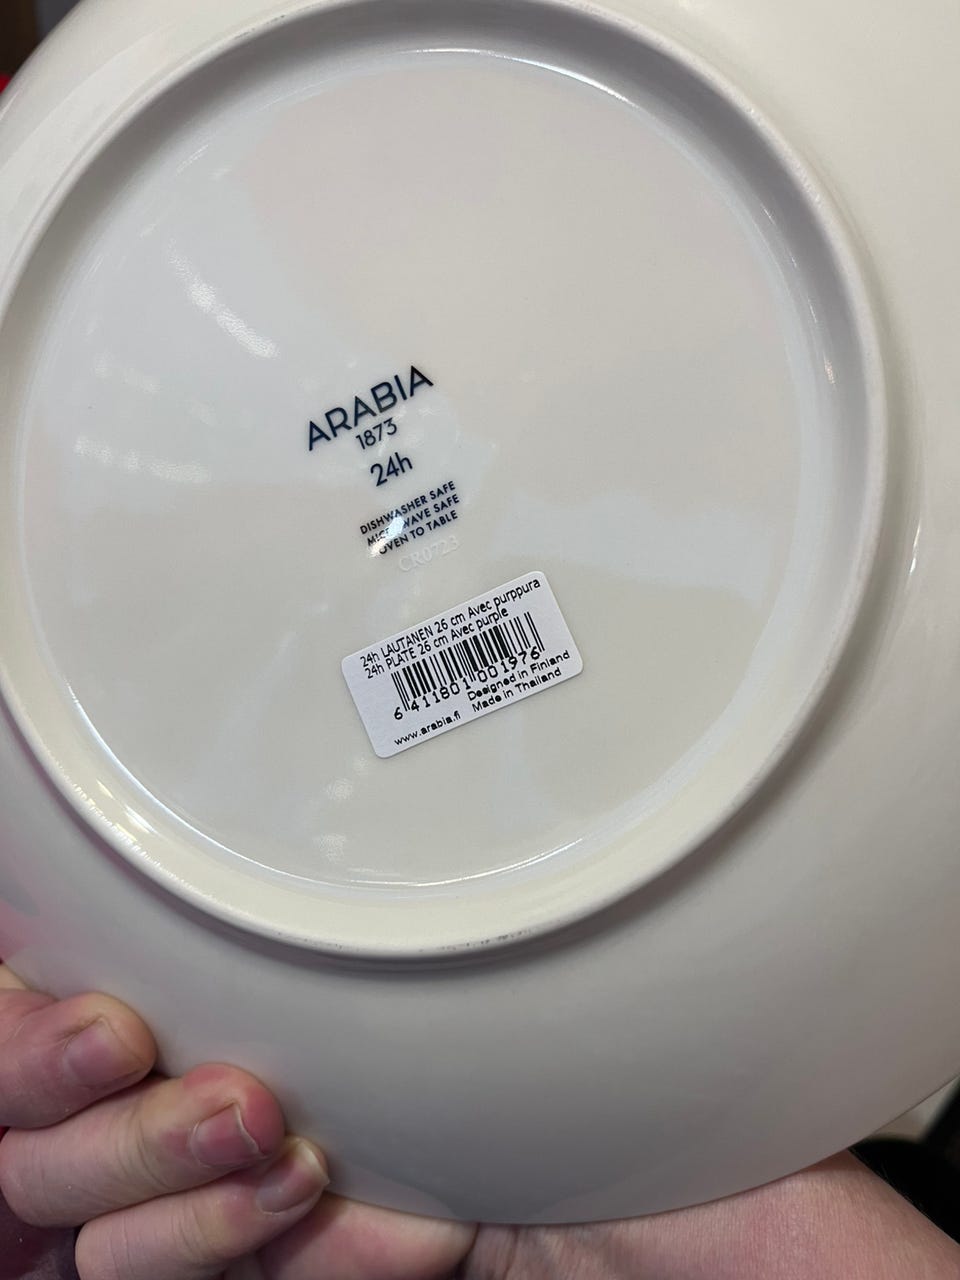 ARABIA
1873
24h
DISHWASHER SAFE
MICROWAVE SAFE
OVEN TO TABLE
CR0723
24h LAUTANEN 26 cm Avec purppura
24h PLATE 26 cm Avec purple
6 411801 001976
Designed in Finland
www.arabia.fi Made in Thailand